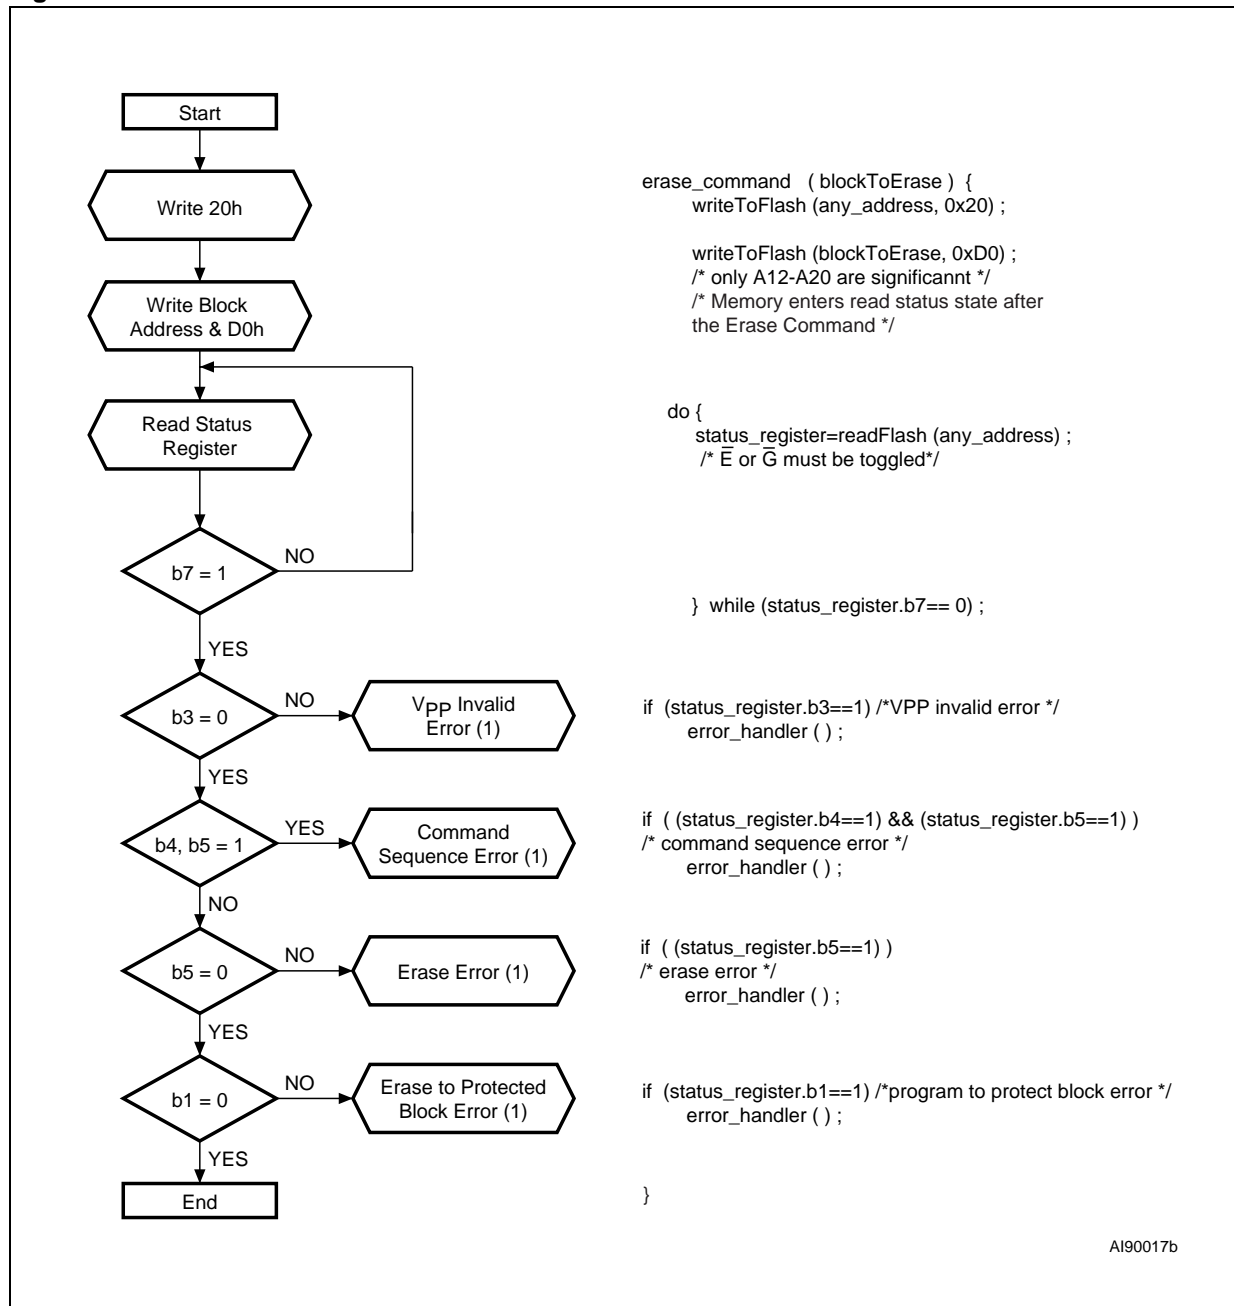 Start
Write 20h
Write Block
Address & D0h
Read Status
Register
b7 = 1
NO
YES
b3 = 0
NO
VPP Invalid
Error (1)
YES
b4, b5 = 1
YES
Command
Sequence Error (1)
NO
b5 = 0
NO
Erase Error (1)
YES
b1 = 0
NO
Erase to Protected
Block Error (1)
YES
End
erase_command ( blockToErase ) {
writeToFlash (any_address, 0x20) ;
writeToFlash (blockToErase, 0xD0) ;
/* only A12-A20 are significannt */
/* Memory enters read status state after
the Erase Command */
do {
status_register=readFlash (any_address) ;
/* E̅ or G̅ must be toggled*/
} while (status_register.b7== 0) ;
if (status_register.b3==1) /*VPP invalid error */
error_handler ( ) ;
if ( (status_register.b4==1) && (status_register.b5==1) )
/* command sequence error */
error_handler ( ) ;
if ( (status_register.b5==1) )
/* erase error */
error_handler ( ) ;
if (status_register.b1==1) /*program to protect block error */
error_handler ( ) ;
}
AI90017b